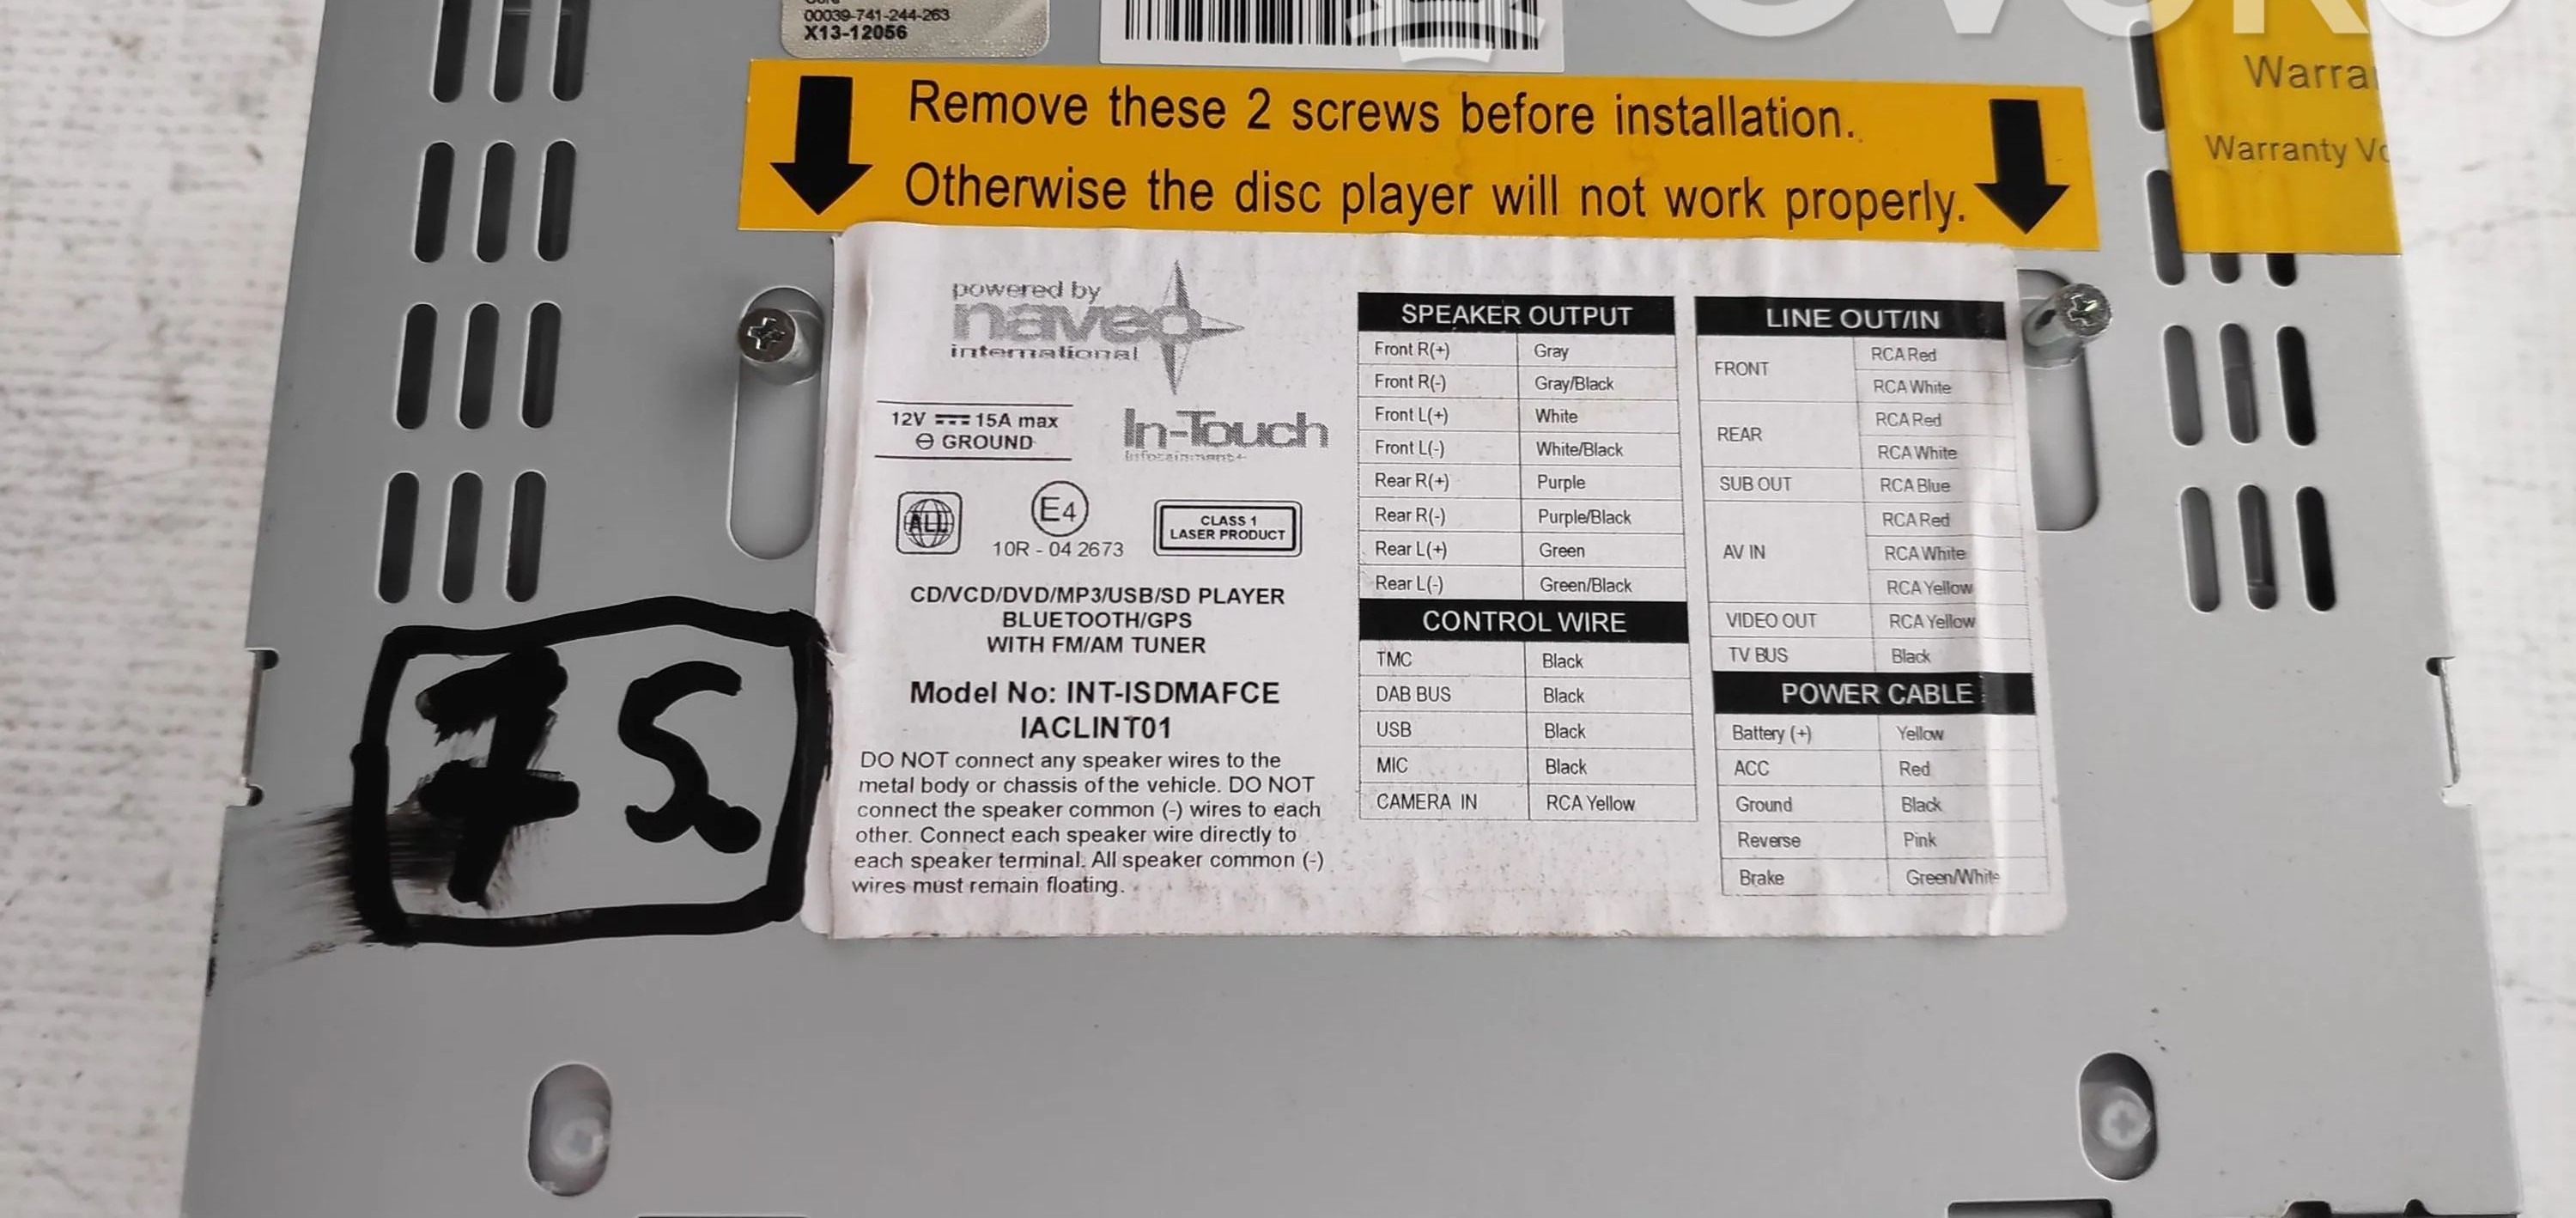 00039-741-244-263
X13-12056
Warra
Warranty Vo
Remove these 2 screws before installation.
Otherwise the disc player will not work properly.
powered by
naveo
international
12V 15A max
GROUND
In-Touch
Infotainment+
ALL
E4
10R - 04 2673
CLASS 1
LASER PRODUCT
CD/VCD/DVD/MP3/USB/SD PLAYER
BLUETOOTH/GPS
WITH FM/AM TUNER
Model No: INT-ISDMAFCE
IACLINT01
DO NOT connect any speaker wires to the
metal body or chassis of the vehicle. DO NOT
connect the speaker common (-) wires to each
other. Connect each speaker wire directly to
each speaker terminal. All speaker common (-)
wires must remain floating.
SPEAKER OUTPUT
Front R(+) Gray
Front R(-) Gray/Black
Front L(+) White
Front L(-) White/Black
Rear R(+) Purple
Rear R(-) Purple/Black
Rear L(+) Green
Rear L(-) Green/Black
CONTROL WIRE
TMC Black
DAB BUS Black
USB Black
MIC Black
CAMERA IN RCA Yellow
LINE OUT/IN
FRONT RCA Red
RCA White
REAR RCA Red
RCA White
SUB OUT RCA Blue
AV IN RCA Red
RCA White
RCA Yellow
VIDEO OUT RCA Yellow
TV BUS Black
POWER CABLE
Battery (+) Yellow
ACC Red
Ground Black
Reverse Pink
Brake Green/White